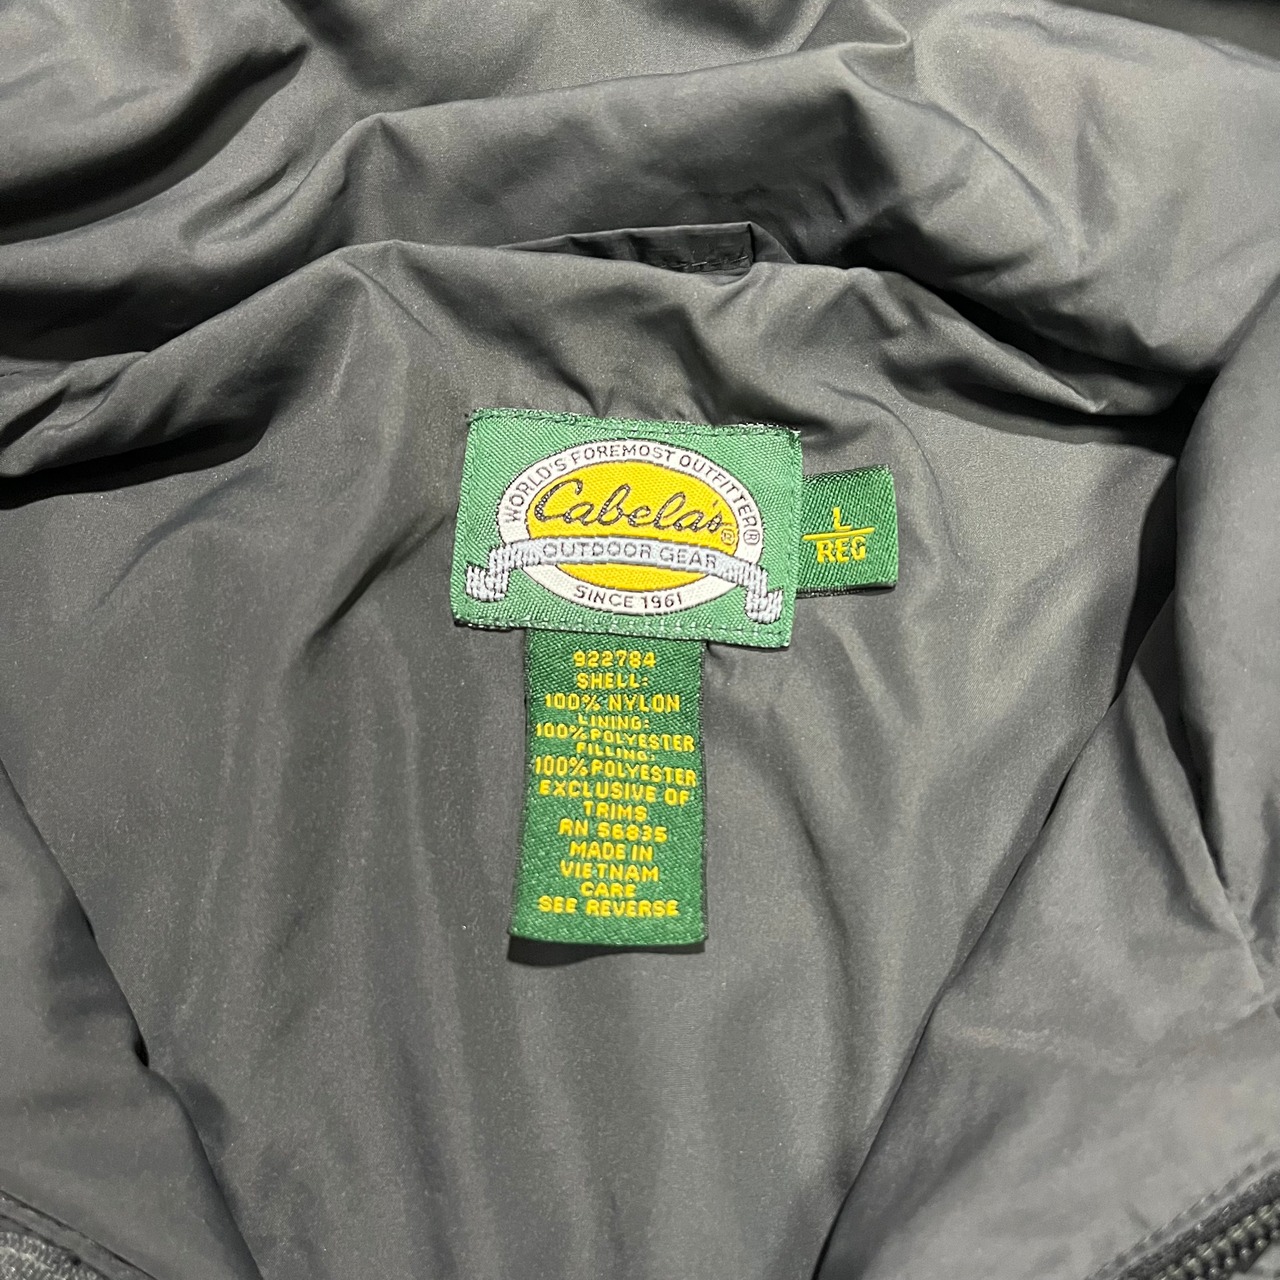 WORLD'S FOREMOST OUTFITTER®
Cabela's®
OUTDOOR GEAR
SINCE 1961
L
REG
922784
SHELL:
100% NYLON
LINING:
100% POLYESTER
FILLING:
100% POLYESTER
EXCLUSIVE OF
TRIMS
RN 56835
MADE IN
VIETNAM
CARE
SEE REVERSE